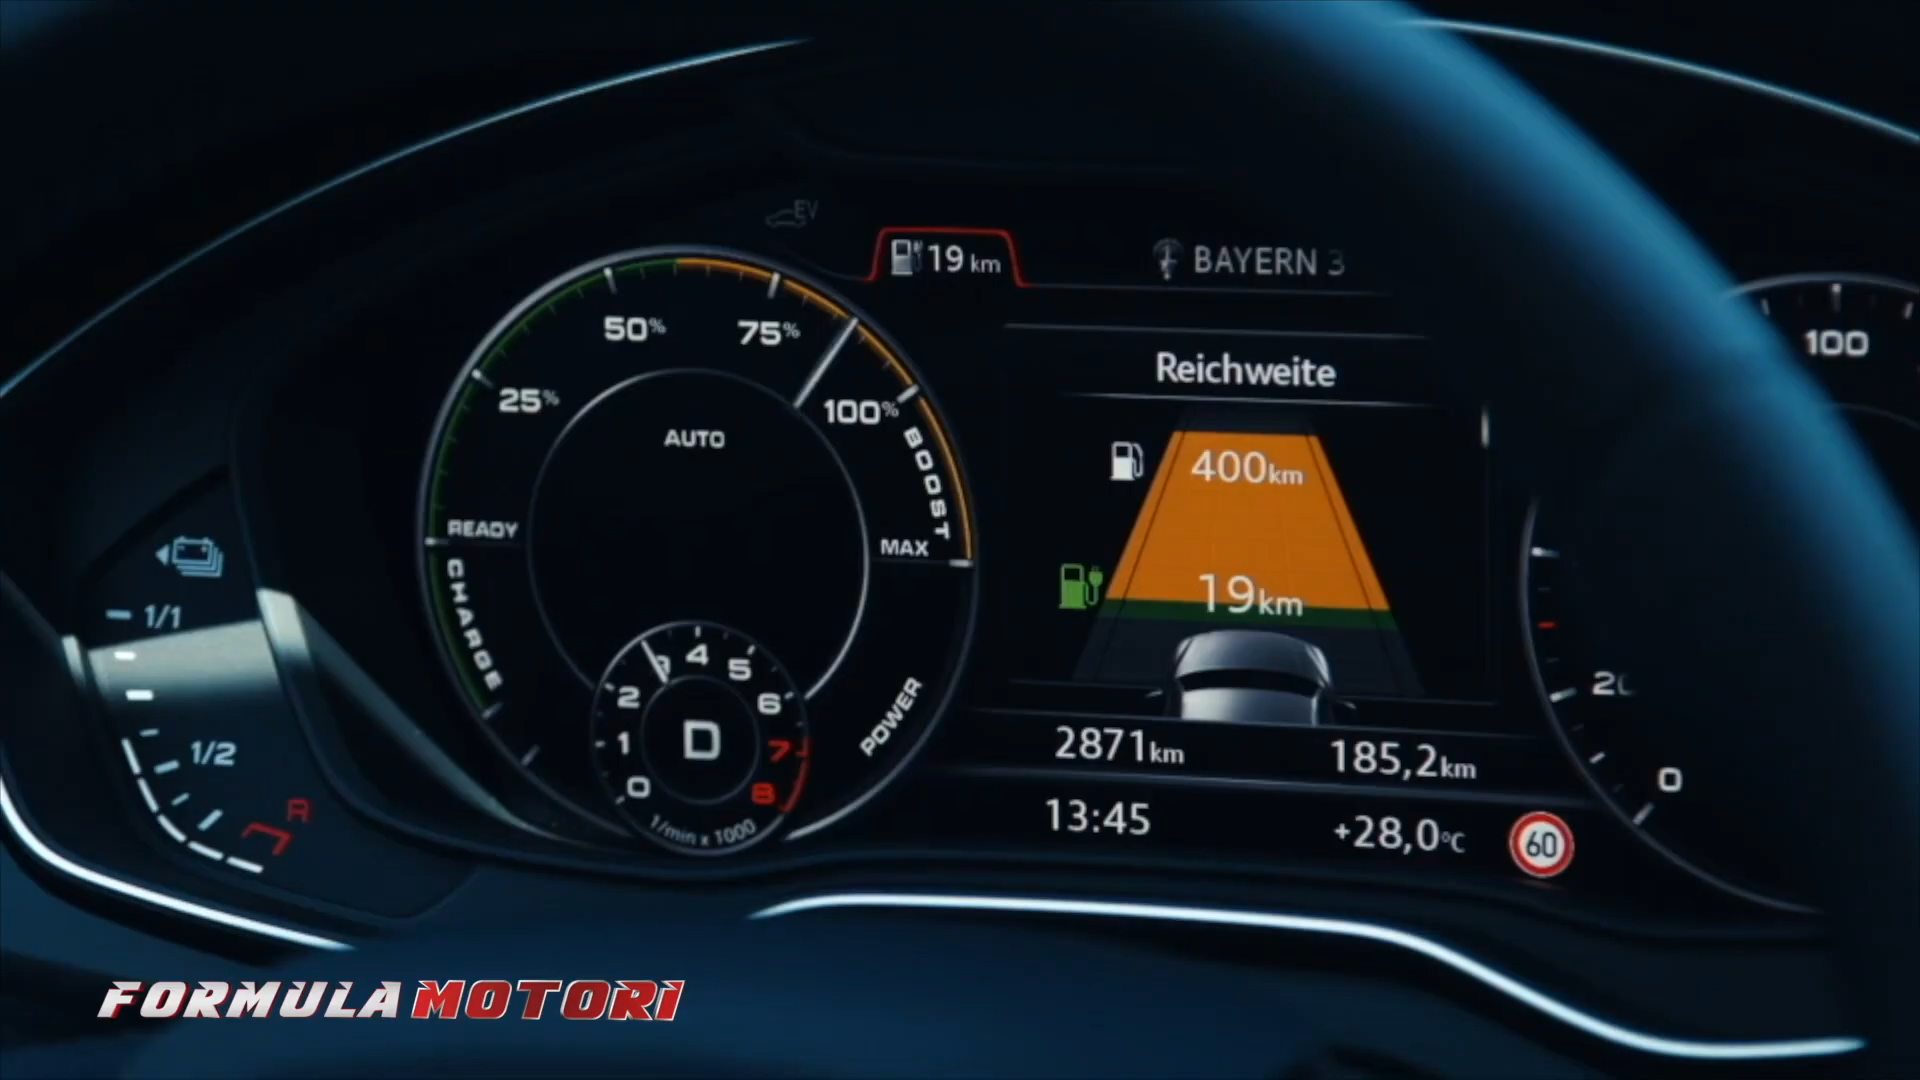 EV
19 km
BAYERN 3
50%
75%
25%
100%
AUTO
BOOST
READY
MAX
CHARGE
POWER
Reichweite
400km
19km
2871km
185,2km
13:45
+28,0°C
60
100
20
0
1/1
1/2
R
0
1
2
3
4
5
6
7
8
D
1/min x 1000
FORMULA MOTORI